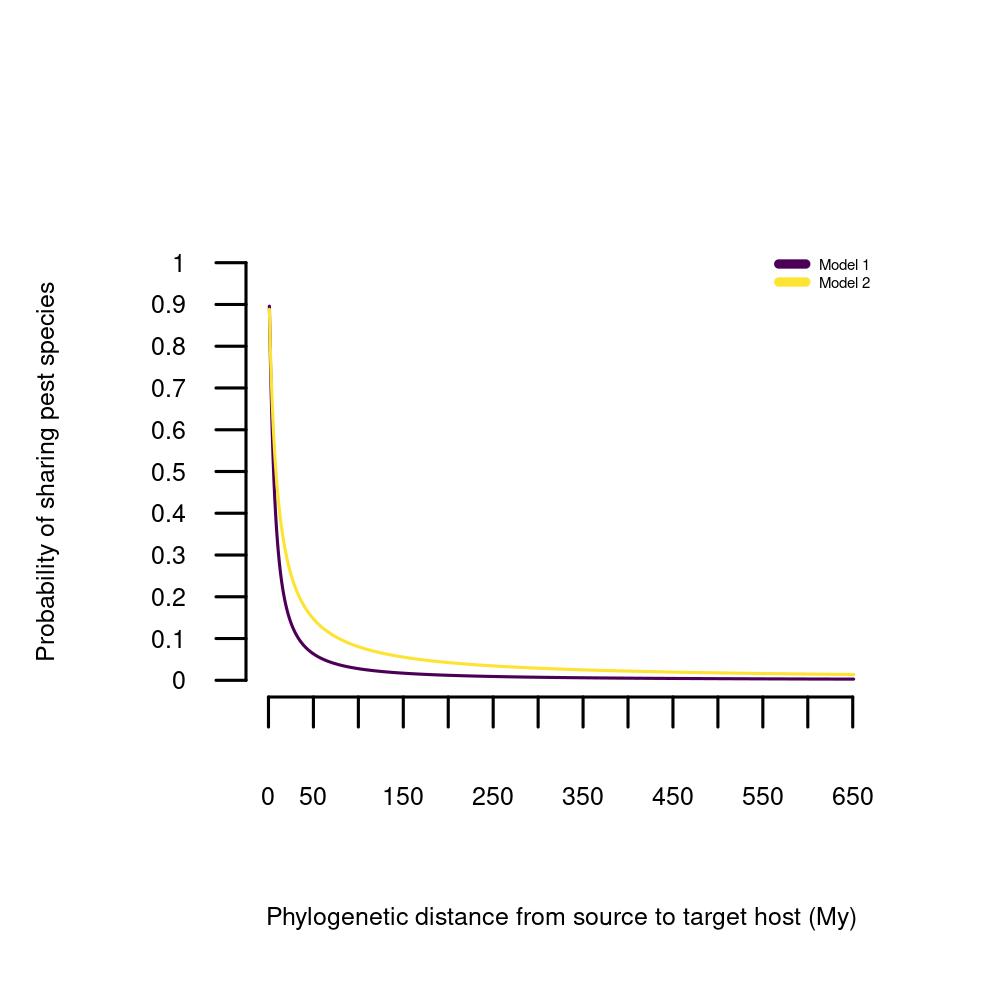 Model 1
Model 2
1
0.9
0.8
0.7
0.6
0.5
0.4
0.3
0.2
0.1
0
Probability of sharing pest species
0 50 150 250 350 450 550 650
Phylogenetic distance from source to target host (My)